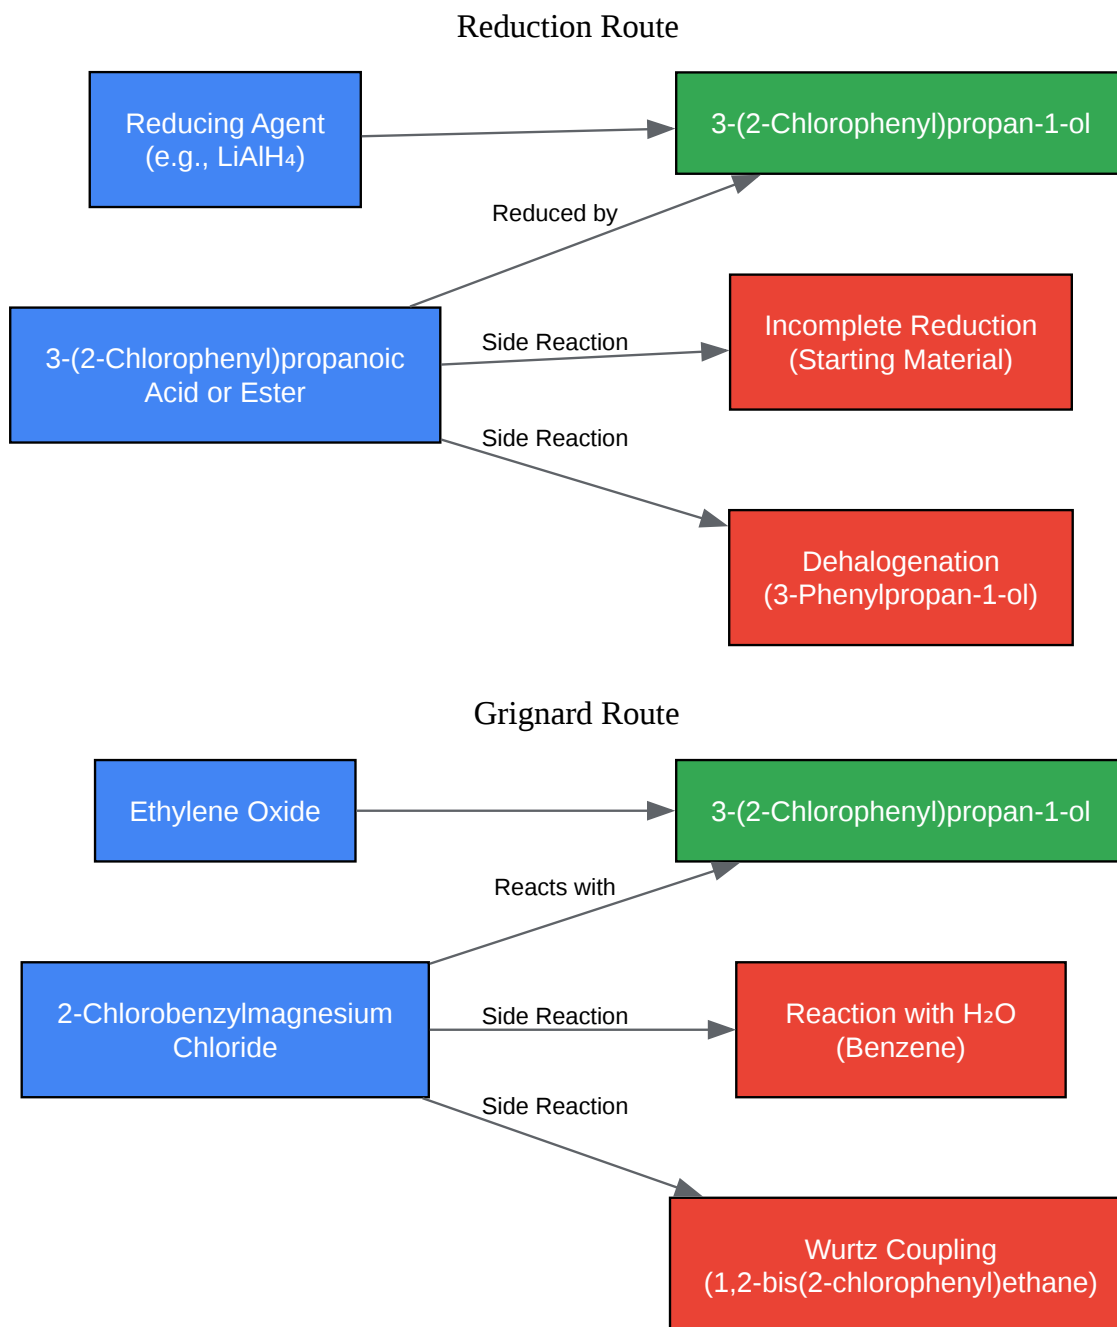 Reduction Route
Reducing Agent
(e.g., LiAlH₄)
3-(2-Chlorophenyl)propan-1-ol
Reduced by
3-(2-Chlorophenyl)propanoic
Acid or Ester
Side Reaction
Incomplete Reduction
(Starting Material)
Side Reaction
Dehalogenation
(3-Phenylpropan-1-ol)
Grignard Route
Ethylene Oxide
3-(2-Chlorophenyl)propan-1-ol
Reacts with
2-Chlorobenzylmagnesium
Chloride
Side Reaction
Reaction with H₂O
(Benzene)
Side Reaction
Wurtz Coupling
(1,2-bis(2-chlorophenyl)ethane)